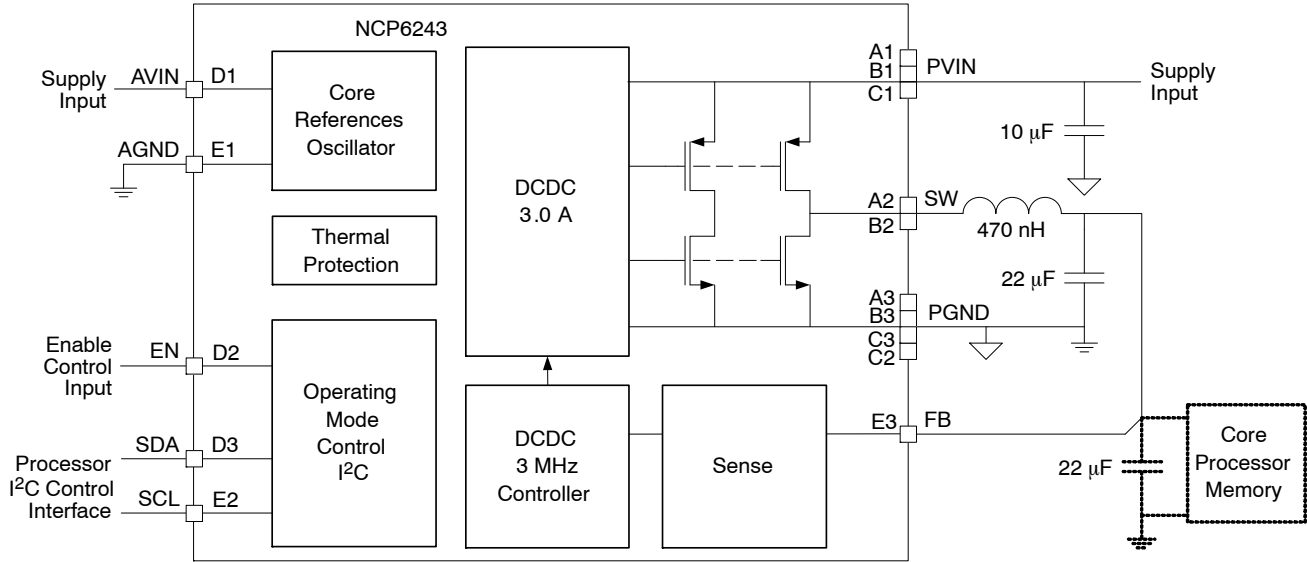 NCP6243
Supply
Input
AVIN
D1
AGND
E1
Core
References
Oscillator
Thermal
Protection
Enable
Control
Input
EN
D2
Processor
I²C Control
Interface
SDA
D3
SCL
E2
Operating
Mode
Control
I²C
DCDC
3.0 A
DCDC
3 MHz
Controller
Sense
A1
B1
C1
PVIN
Supply
Input
10 μF
A2
B2
SW
470 nH
22 μF
A3
B3
C3
C2
PGND
E3
FB
22 μF
Core
Processor
Memory